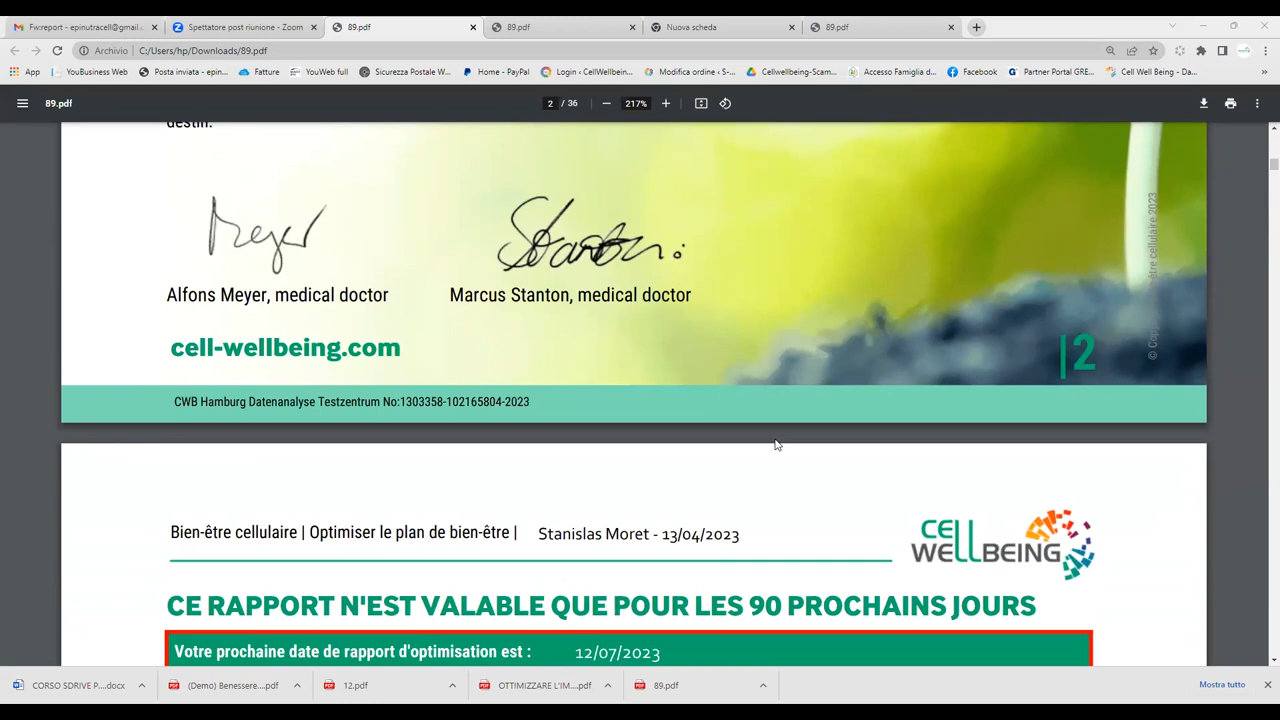 Fw:report - epinutracell@gmail.c
Spettatore post riunione - Zoom
89.pdf
89.pdf
Nuova scheda
89.pdf
Archivio
C:/Users/hp/Downloads/89.pdf
App
YouBusiness Web
Posta inviata - epin...
Fatture
YouWeb full
Sicurezza Postale W...
Home - PayPal
Login ‹ CellWellbein...
Modifica ordine ‹ S-...
Cellwellbeing-Scam...
Accesso Famiglia d...
Facebook
Partner Portal GRE...
Cell Well Being - Da...
89.pdf
2 / 36
217%
destin.
Meyer
Stanton
Alfons Meyer, medical doctor
Marcus Stanton, medical doctor
cell-wellbeing.com
être cellulaire 2023
|2
CWB Hamburg Datenanalyse Testzentrum No:1303358-102165804-2023
Bien-être cellulaire | Optimiser le plan de bien-être |
Stanislas Moret - 13/04/2023
CELL
WELLBEING
CE RAPPORT N'EST VALABLE QUE POUR LES 90 PROCHAINS JOURS
Votre prochaine date de rapport d'optimisation est :
12/07/2023
CORSO SDRIVE P....docx
(Demo) Benessere....pdf
12.pdf
OTTIMIZZARE L'IM....pdf
89.pdf
Mostra tutto